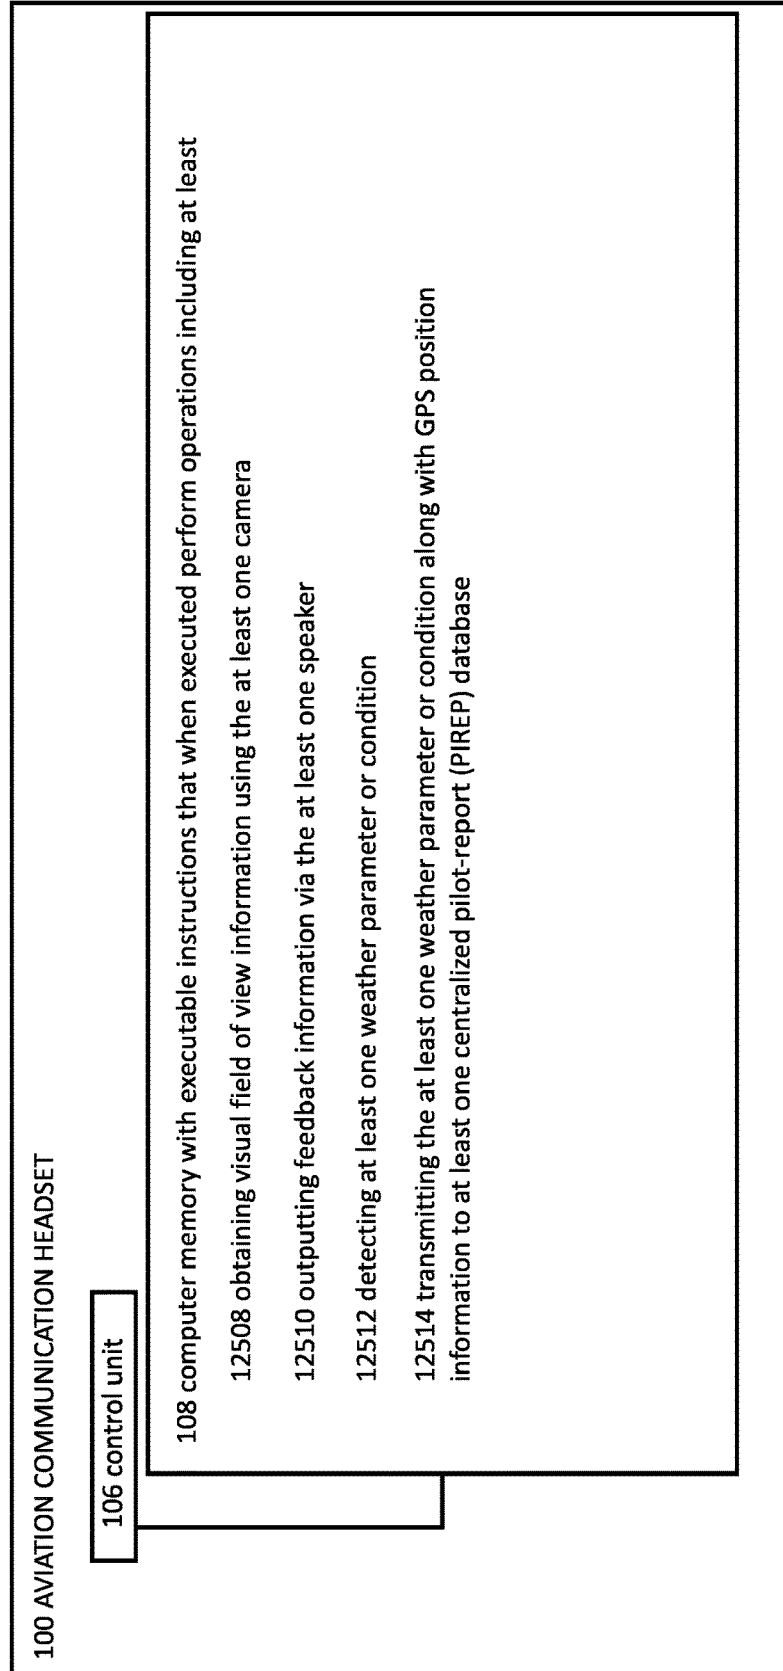 100 AVIATION COMMUNICATION HEADSET
106 control unit
108 computer memory with executable instructions that when executed perform operations including at least
12508 obtaining visual field of view information using the at least one camera
12510 outputting feedback information via the at least one speaker
12512 detecting at least one weather parameter or condition
12514 transmitting the at least one weather parameter or condition along with GPS position
information to at least one centralized pilot-report (PIREP) database